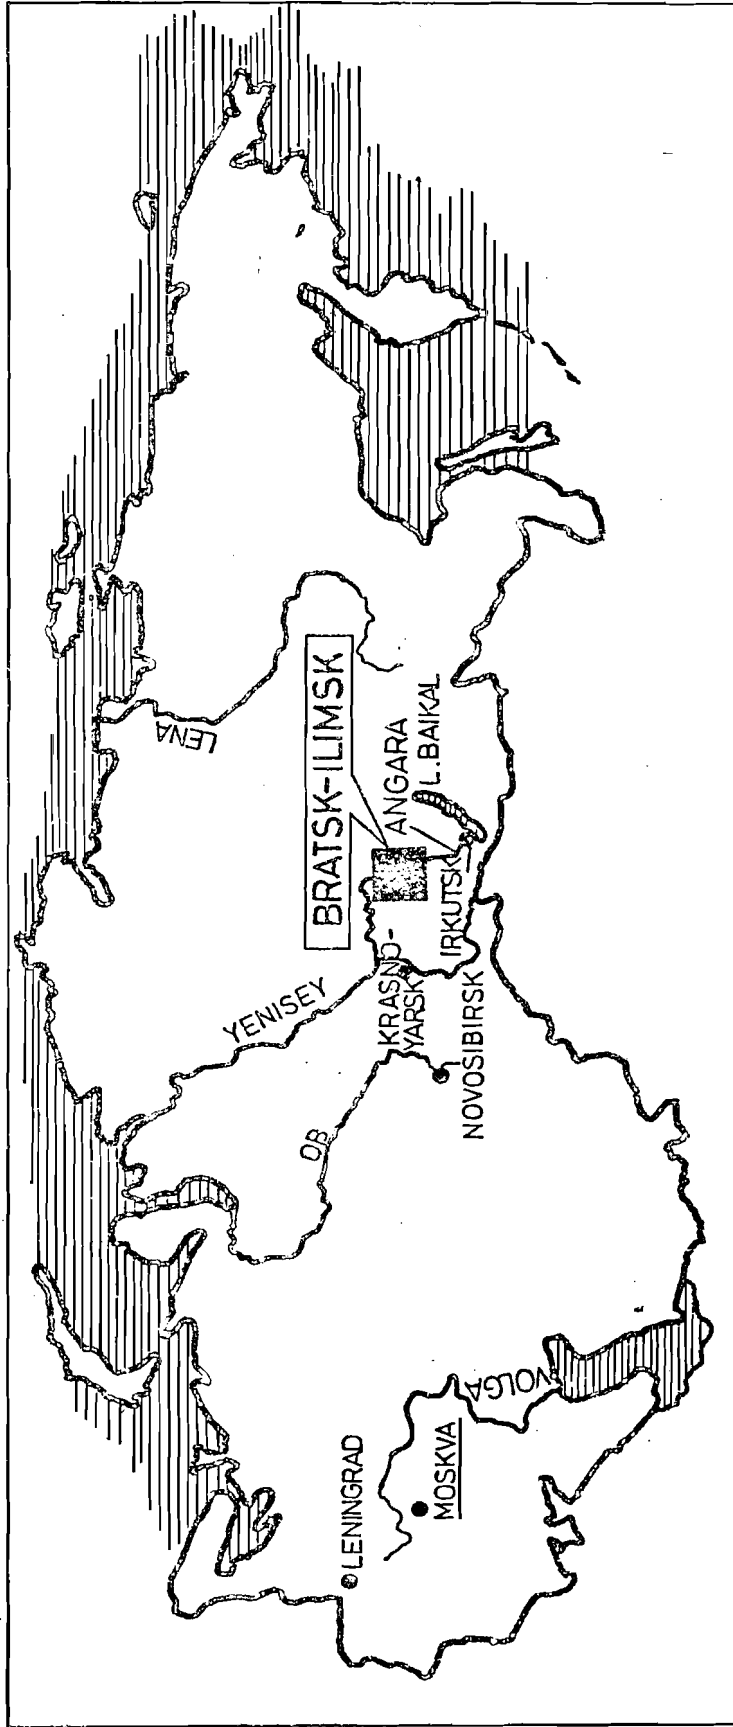 LENA
YENISEY
OB
BRATSK-ILIMSK
ANGARA
L.BAIKAL
KRASNO-
YARSK
IRKUTSK
NOVOSIBIRSK
LENINGRAD
MOSKVA
VOLGA